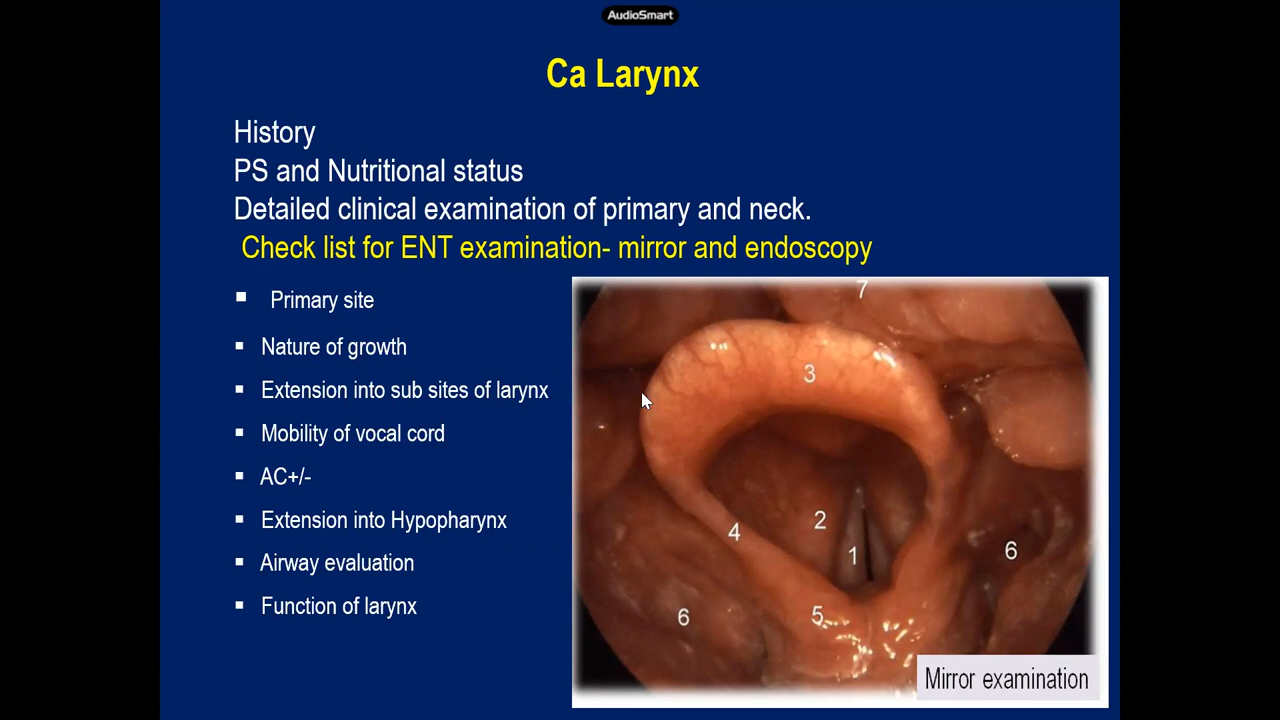 AudioSmart
Ca Larynx
History
PS and Nutritional status
Detailed clinical examination of primary and neck.
Check list for ENT examination- mirror and endoscopy
▪ Primary site
▪ Nature of growth
▪ Extension into sub sites of larynx
▪ Mobility of vocal cord
▪ AC+/-
▪ Extension into Hypopharynx
▪ Airway evaluation
▪ Function of larynx
7
3
2
4
1
6
5
6
Mirror examination